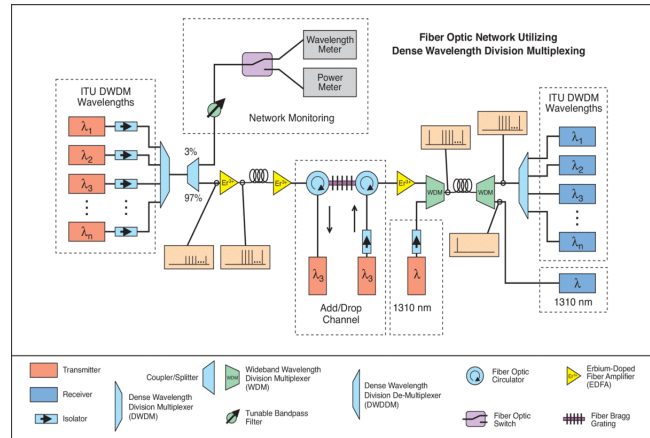 Fiber Optic Network Utilizing
Dense Wavelength Division Multiplexing
Wavelength
Meter
Power
Meter
Network Monitoring
ITU DWDM
Wavelengths
λ1
λ2
λ3
λn
3%
97%
Er3+
Er3+
Er3+
WDM
WDM
ITU DWDM
Wavelengths
λ1
λ2
λ3
λn
λ
1310 nm
λ3
λ3
Add/Drop
Channel
λ
1310 nm
Transmitter
Receiver
Isolator
Dense Wavelength
Division Multiplexer
(DWDM)
Coupler/Splitter
WDM
Wideband Wavelength
Division Multiplexer
(WDM)
Tunable Bandpass
Filter
Dense Wavelength
Division De-Multiplexer
(DWDDM)
Fiber Optic
Circulator
Fiber Optic
Switch
Er3+
Erbium-Doped
Fiber Amplifier
(EDFA)
Fiber Bragg
Grating